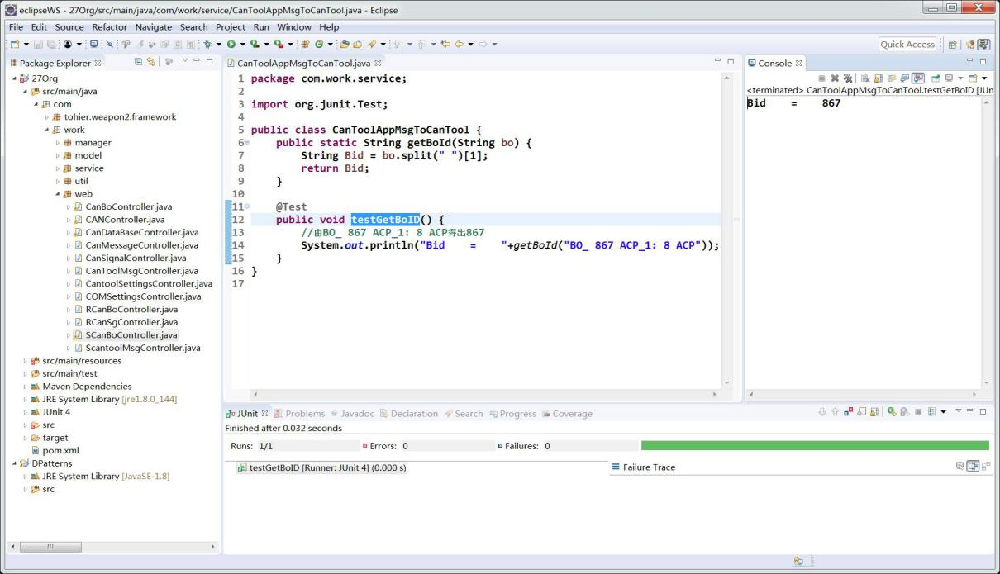 eclipseWS - 27Org/src/main/java/com/work/service/CanToolAppMsgToCanTool.java - Eclipse
File Edit Source Refactor Navigate Search Project Run Window Help
Quick Access
Package Explorer
27Org
src/main/java
com
tohier.weapon2.framework
work
manager
model
service
util
web
CanBoController.java
CANController.java
CanDataBaseController.java
CanMessageController.java
CanSignalController.java
CanToolMsgController.java
CantoolSettingsController.java
COMSettingsController.java
RCanBoController.java
RCanSgController.java
SCanBoController.java
ScantoolMsgController.java
src/main/resources
src/main/test
Maven Dependencies
JRE System Library [jre1.8.0_144]
JUnit 4
src
target
pom.xml
DPatterns
JRE System Library [JavaSE-1.8]
src
CanToolAppMsgToCanTool.java
1 package com.work.service;
2
3 import org.junit.Test;
4
5 public class CanToolAppMsgToCanTool {
6 public static String getBoId(String bo) {
7 String Bid = bo.split(" ")[1];
8 return Bid;
9 }
10
11 @Test
12 public void testGetBoID() {
13 //由BO_ 867 ACP_1: 8 ACP得出867
14 System.out.println("Bid    =    "+getBoId("BO_ 867 ACP_1: 8 ACP"));
15 }
16 }
17
Console
<terminated> CanToolAppMsgToCanTool.testGetBoID [JUn
Bid    =    867
JUnit Problems Javadoc Declaration Search Progress Coverage
Finished after 0.032 seconds
Runs: 1/1 Errors: 0 Failures: 0
testGetBoID [Runner: JUnit 4] (0.000 s)
Failure Trace